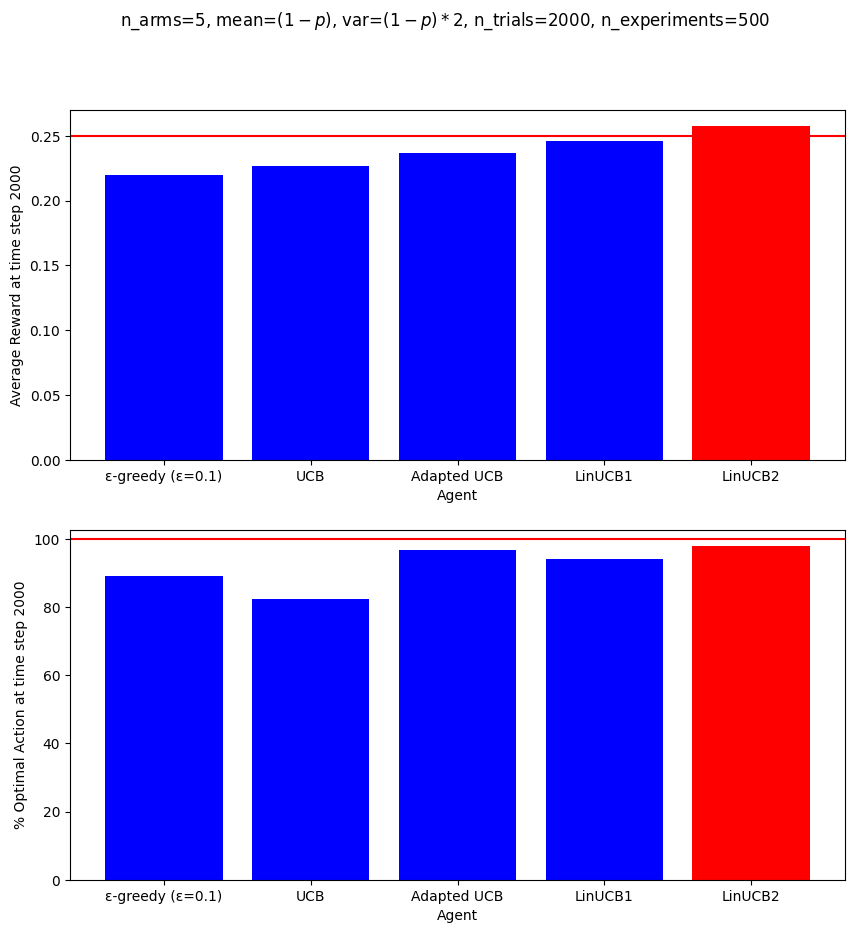 n_arms=5, mean=(1 − p), var=(1 − p) * 2, n_trials=2000, n_experiments=500
Average Reward at time step 2000
0.25
0.20
0.15
0.10
0.05
0.00
ε-greedy (ε=0.1) UCB Adapted UCB LinUCB1 LinUCB2
Agent
% Optimal Action at time step 2000
100
80
60
40
20
0
ε-greedy (ε=0.1) UCB Adapted UCB LinUCB1 LinUCB2
Agent